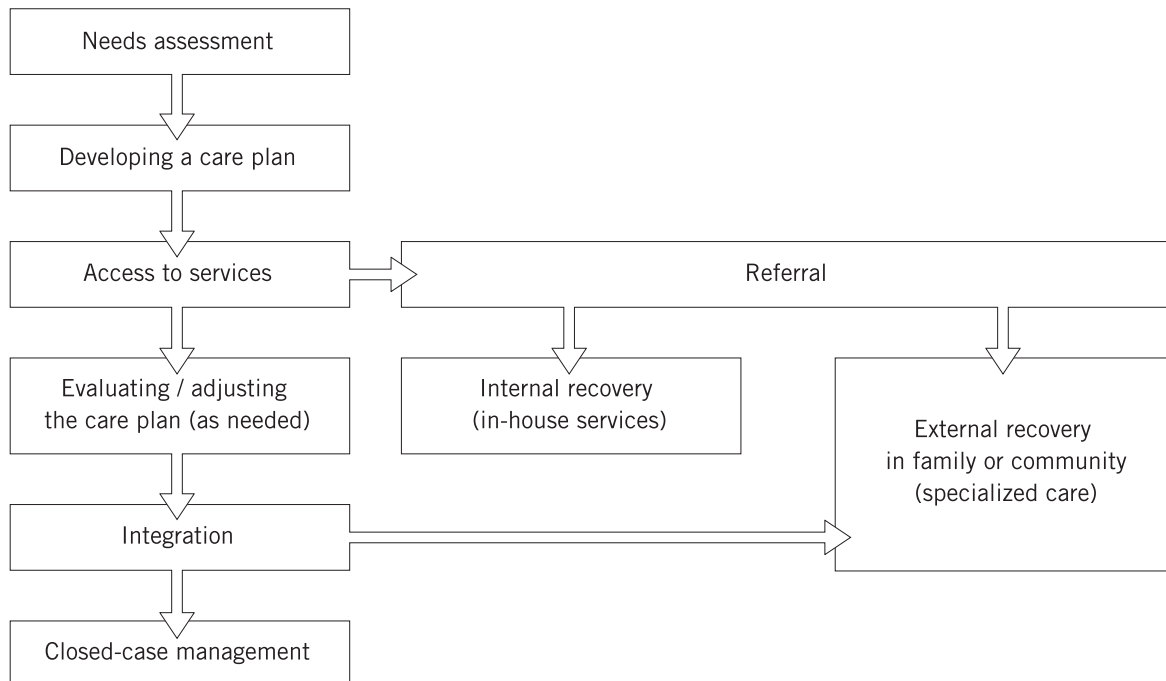 Needs assessment
Developing a care plan
Access to services
Referral
Evaluating / adjusting
the care plan (as needed)
Internal recovery
(in-house services)
External recovery
in family or community
(specialized care)
Integration
Closed-case management